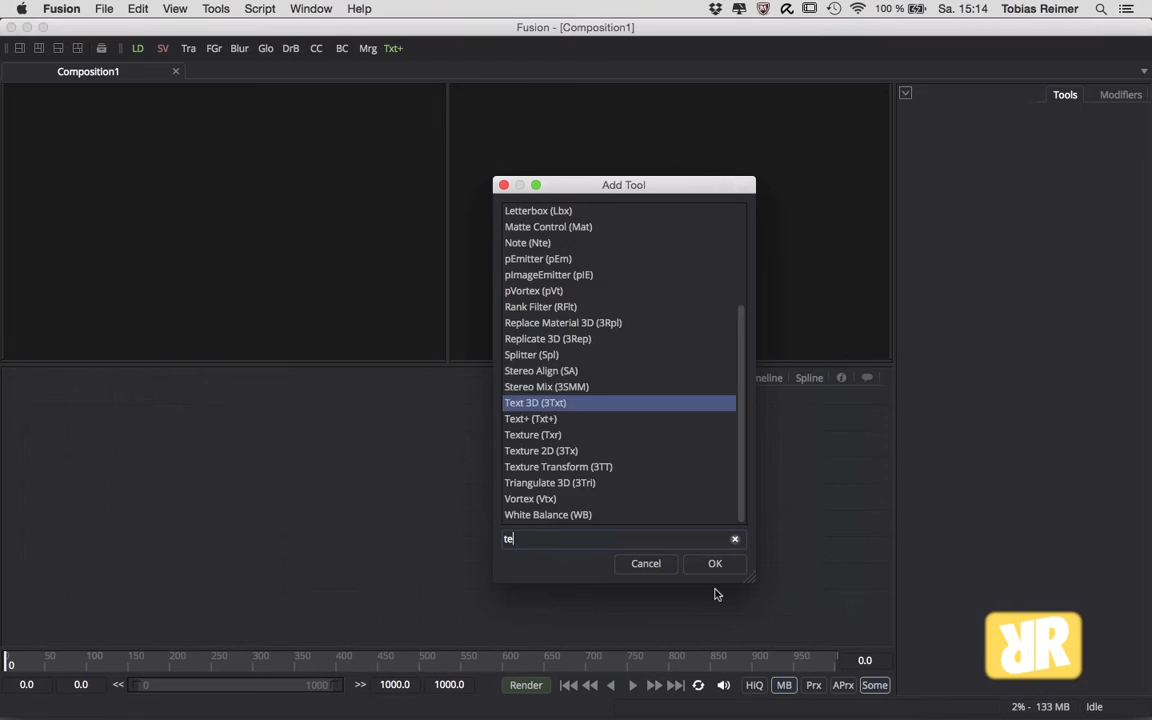 Fusion File Edit View Tools Script Window Help 100 % Sa. 15:14 Tobias Reimer
Fusion - [Composition1]
LD SV Tra FGr Blur Glo DrB CC BC Mrg Txt+
Composition1
Tools Modifiers
Add Tool
Letterbox (Lbx)
Matte Control (Mat)
Note (Nte)
pEmitter (pEm)
pImageEmitter (pIE)
pVortex (pVt)
Rank Filter (RFlt)
Replace Material 3D (3Rpl)
Replicate 3D (3Rep)
Splitter (Spl)
Stereo Align (SA)
meline Spline
Stereo Mix (3SMM)
Text 3D (3Txt)
Text+ (Txt+)
Texture (Txr)
Texture 2D (3Tx)
Texture Transform (3TT)
Triangulate 3D (3Tri)
Vortex (Vtx)
White Balance (WB)
te
Cancel OK
0 50 100 150 200 250 300 350 400 450 500 550 600 650 700 750 800 850 900 950 0.0
0.0 0.0 << 0 1000 >> 1000.0 1000.0 Render HiQ MB Prx APrx Some
2% - 133 MB Idle